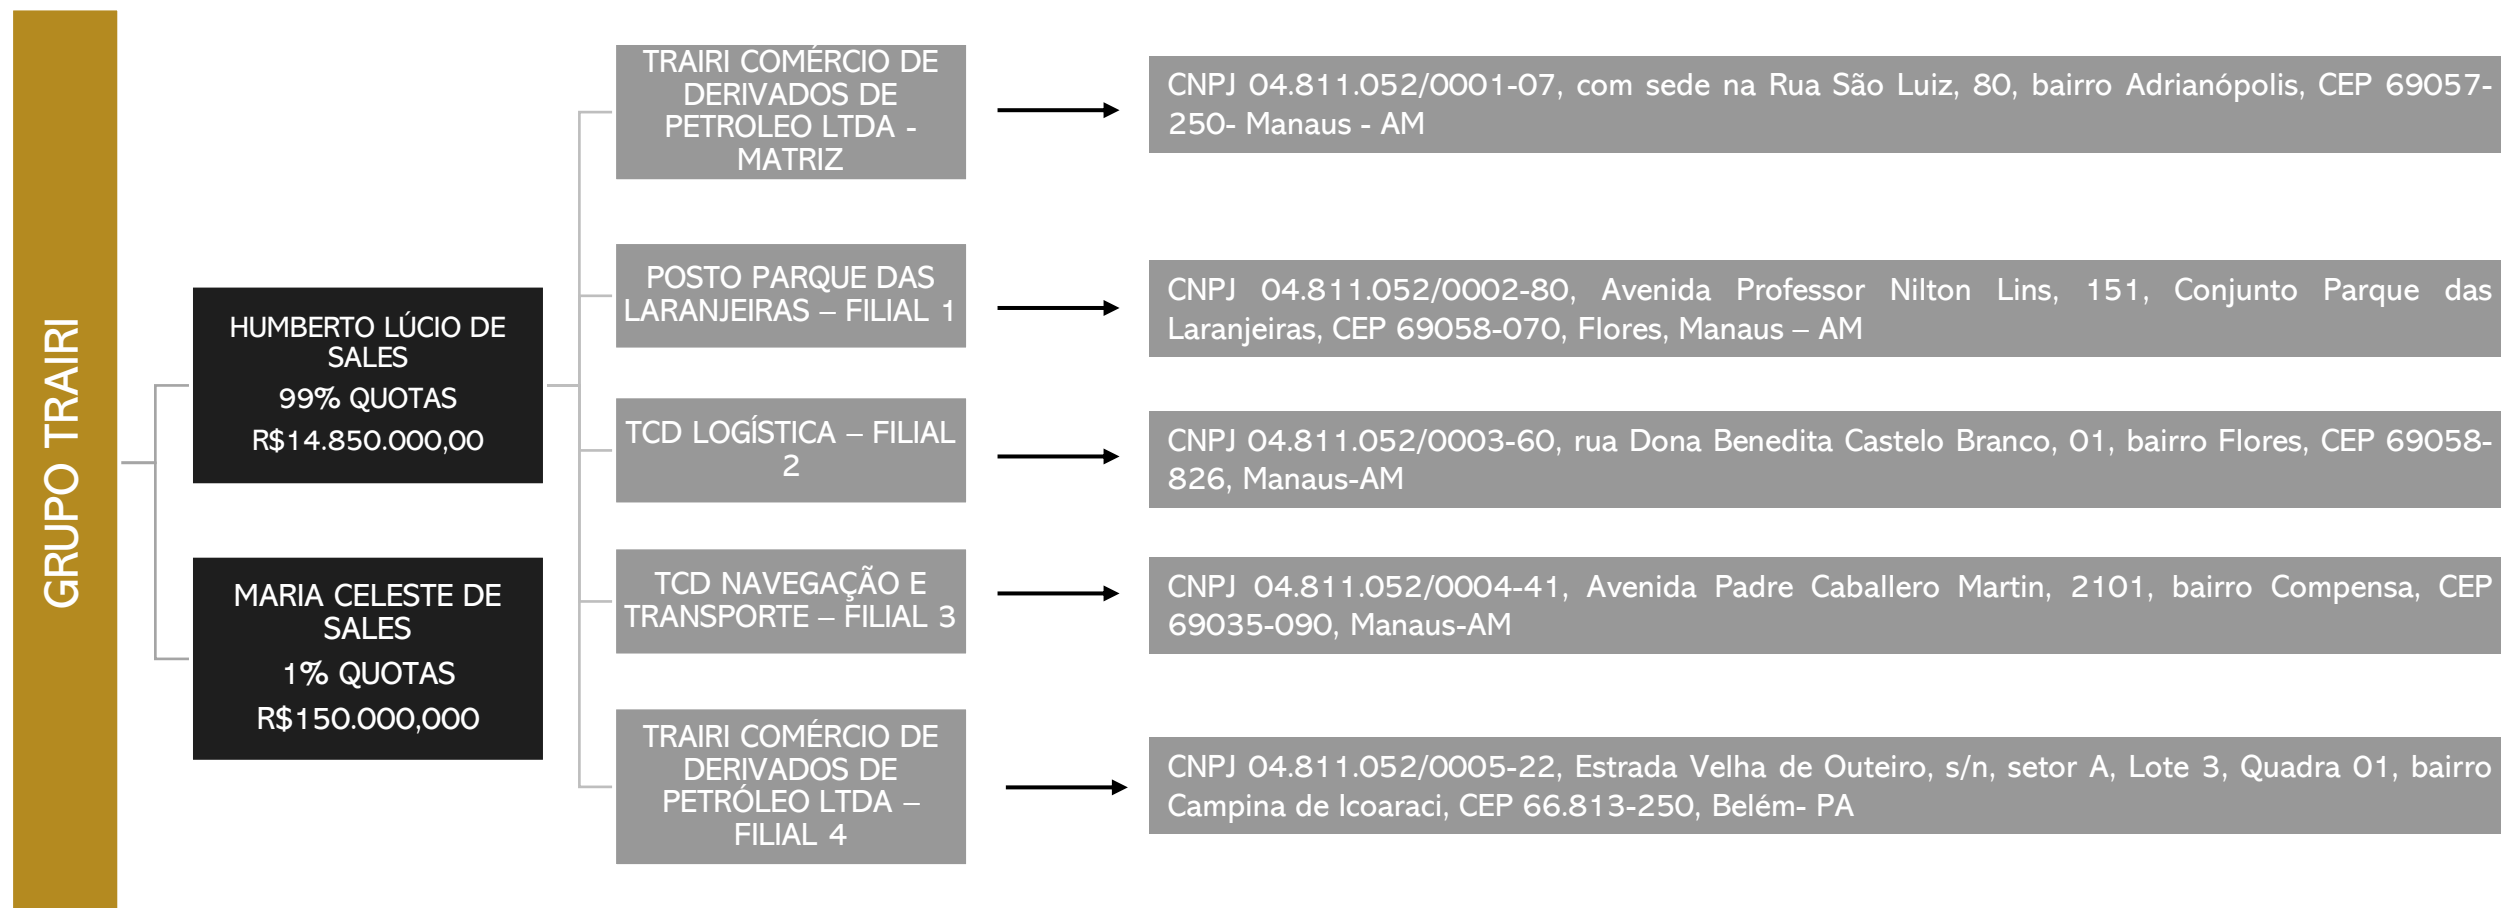 GRUPO TRAIRI
HUMBERTO LÚCIO DE
SALES
99% QUOTAS
R$14.850.000,00
MARIA CELESTE DE
SALES
1% QUOTAS
R$150.000,000
TRAIRI COMÉRCIO DE
DERIVADOS DE
PETROLEO LTDA -
MATRIZ
CNPJ 04.811.052/0001-07, com sede na Rua São Luiz, 80, bairro Adrianópolis, CEP 69057-
250- Manaus - AM
POSTO PARQUE DAS
LARANJEIRAS – FILIAL 1
CNPJ 04.811.052/0002-80, Avenida Professor Nilton Lins, 151, Conjunto Parque das
Laranjeiras, CEP 69058-070, Flores, Manaus – AM
TCD LOGÍSTICA – FILIAL
2
CNPJ 04.811.052/0003-60, rua Dona Benedita Castelo Branco, 01, bairro Flores, CEP 69058-
826, Manaus-AM
TCD NAVEGAÇÃO E
TRANSPORTE – FILIAL 3
CNPJ 04.811.052/0004-41, Avenida Padre Caballero Martin, 2101, bairro Compensa, CEP
69035-090, Manaus-AM
TRAIRI COMÉRCIO DE
DERIVADOS DE
PETRÓLEO LTDA –
FILIAL 4
CNPJ 04.811.052/0005-22, Estrada Velha de Outeiro, s/n, setor A, Lote 3, Quadra 01, bairro
Campina de Icoaraci, CEP 66.813-250, Belém- PA